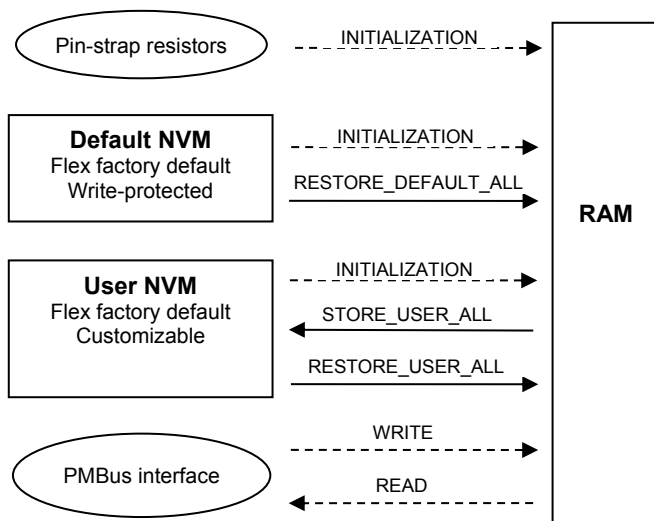 Pin-strap resistors
INITIALIZATION
Default NVM
Flex factory default
Write-protected
INITIALIZATION
RESTORE_DEFAULT_ALL
RAM
User NVM
Flex factory default
Customizable
INITIALIZATION
STORE_USER_ALL
RESTORE_USER_ALL
PMBus interface
WRITE
READ